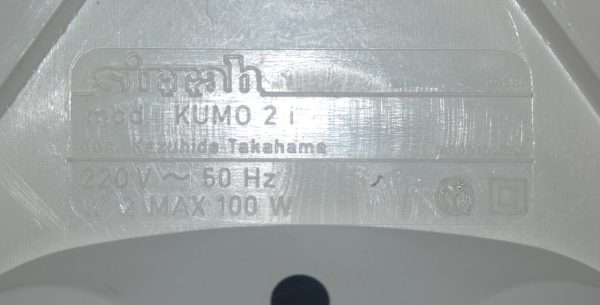 sirrah
mod. KUMO 2 i
des. Kazuhide Takahama
220 V ~ 50 Hz
n° 2 MAX 100 W